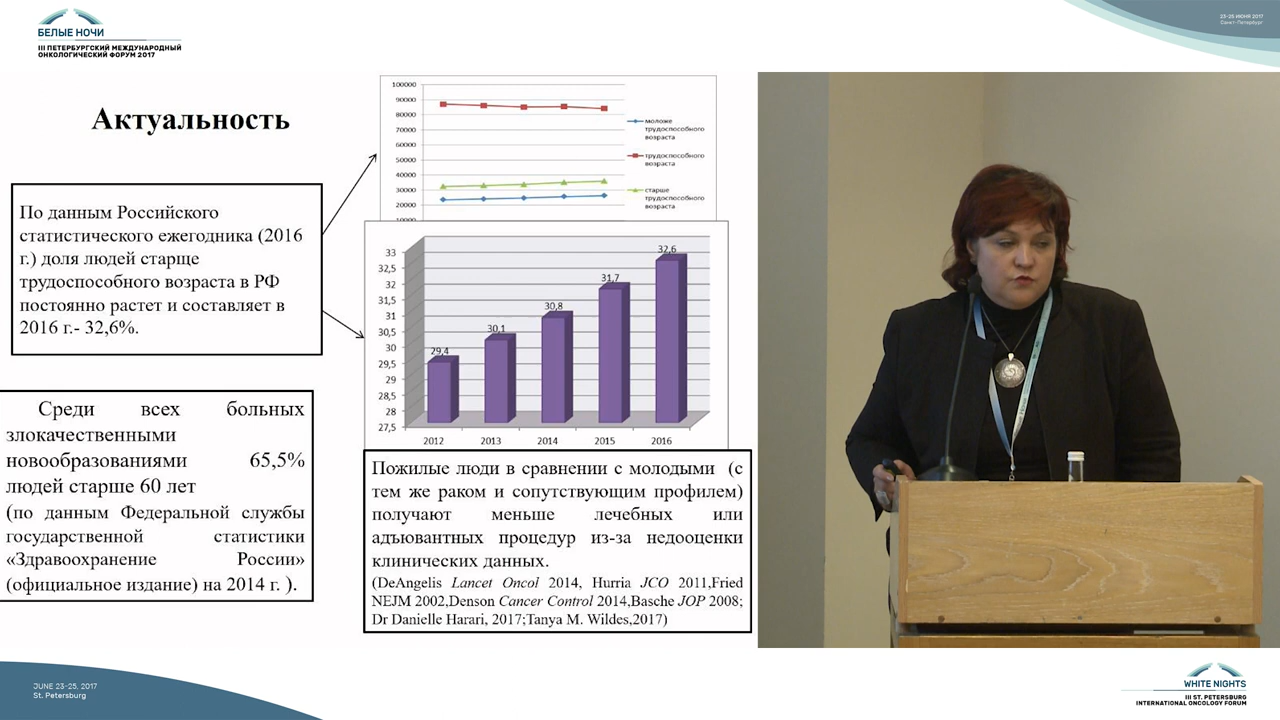 БЕЛЫЕ НОЧИ
III ПЕТЕРБУРГСКИЙ МЕЖДУНАРОДНЫЙ
ОНКОЛОГИЧЕСКИЙ ФОРУМ 2017
23-25 ИЮНЯ 2017
Санкт-Петербург
Актуальность
По данным Российского
статистического ежегодника (2016
г.) доля людей старще
трудоспособного возраста в РФ
постоянно растет и составляет в
2016 г.- 32,6%.
Среди всех больных
злокачественными
новообразованиями 65,5%
людей старше 60 лет
(по данным Федеральной службы
государственной статистики
«Здравоохранение России»
(официальное издание) на 2014 г. ).
100000
90000
80000
70000
60000
50000
40000
30000
20000
10000
моложе
трудоспособного
возраста
трудоспособного
возраста
старше
трудоспособного
возраста
33
32,5
32
31,5
31
30,5
30
29,5
29
28,5
28
27,5
29,4
30,1
30,8
31,7
32,6
2012 2013 2014 2015 2016
Пожилые люди в сравнении с молодыми (с
тем же раком и сопутствующим профилем)
получают меньше лечебных или
адъювантных процедур из-за недооценки
клинических данных.
(DeAngelis Lancet Oncol 2014, Hurria JCO 2011,Fried
NEJM 2002,Denson Cancer Control 2014,Basche JOP 2008;
Dr Danielle Harari, 2017;Tanya M. Wildes,2017)
JUNE 23-25, 2017
St. Petersburg
WHITE NIGHTS
III ST. PETERSBURG
INTERNATIONAL ONCOLOGY FORUM